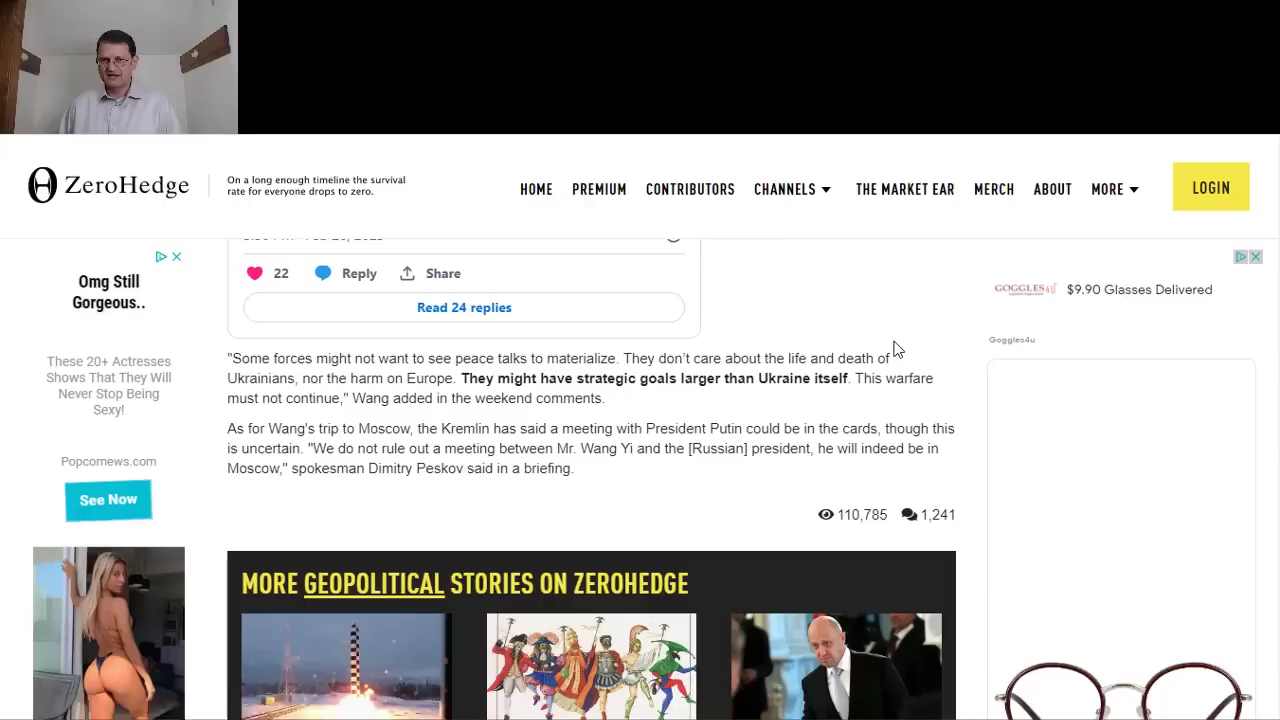 ZeroHedge
On a long enough timeline the survival
rate for everyone drops to zero.
HOME PREMIUM CONTRIBUTORS CHANNELS THE MARKET EAR MERCH ABOUT MORE LOGIN
Omg Still
Gorgeous..
These 20+ Actresses
Shows That They Will
Never Stop Being
Sexy!
Popcornews.com
See Now
22 Reply Share
Read 24 replies
"Some forces might not want to see peace talks to materialize. They don't care about the life and death of
Ukrainians, nor the harm on Europe. They might have strategic goals larger than Ukraine itself. This warfare
must not continue," Wang added in the weekend comments.
As for Wang's trip to Moscow, the Kremlin has said a meeting with President Putin could be in the cards, though this
is uncertain. "We do not rule out a meeting between Mr. Wang Yi and the [Russian] president, he will indeed be in
Moscow," spokesman Dimitry Peskov said in a briefing.
110,785 1,241
MORE GEOPOLITICAL STORIES ON ZEROHEDGE
GOGGLES4U $9.90 Glasses Delivered
Goggles4u